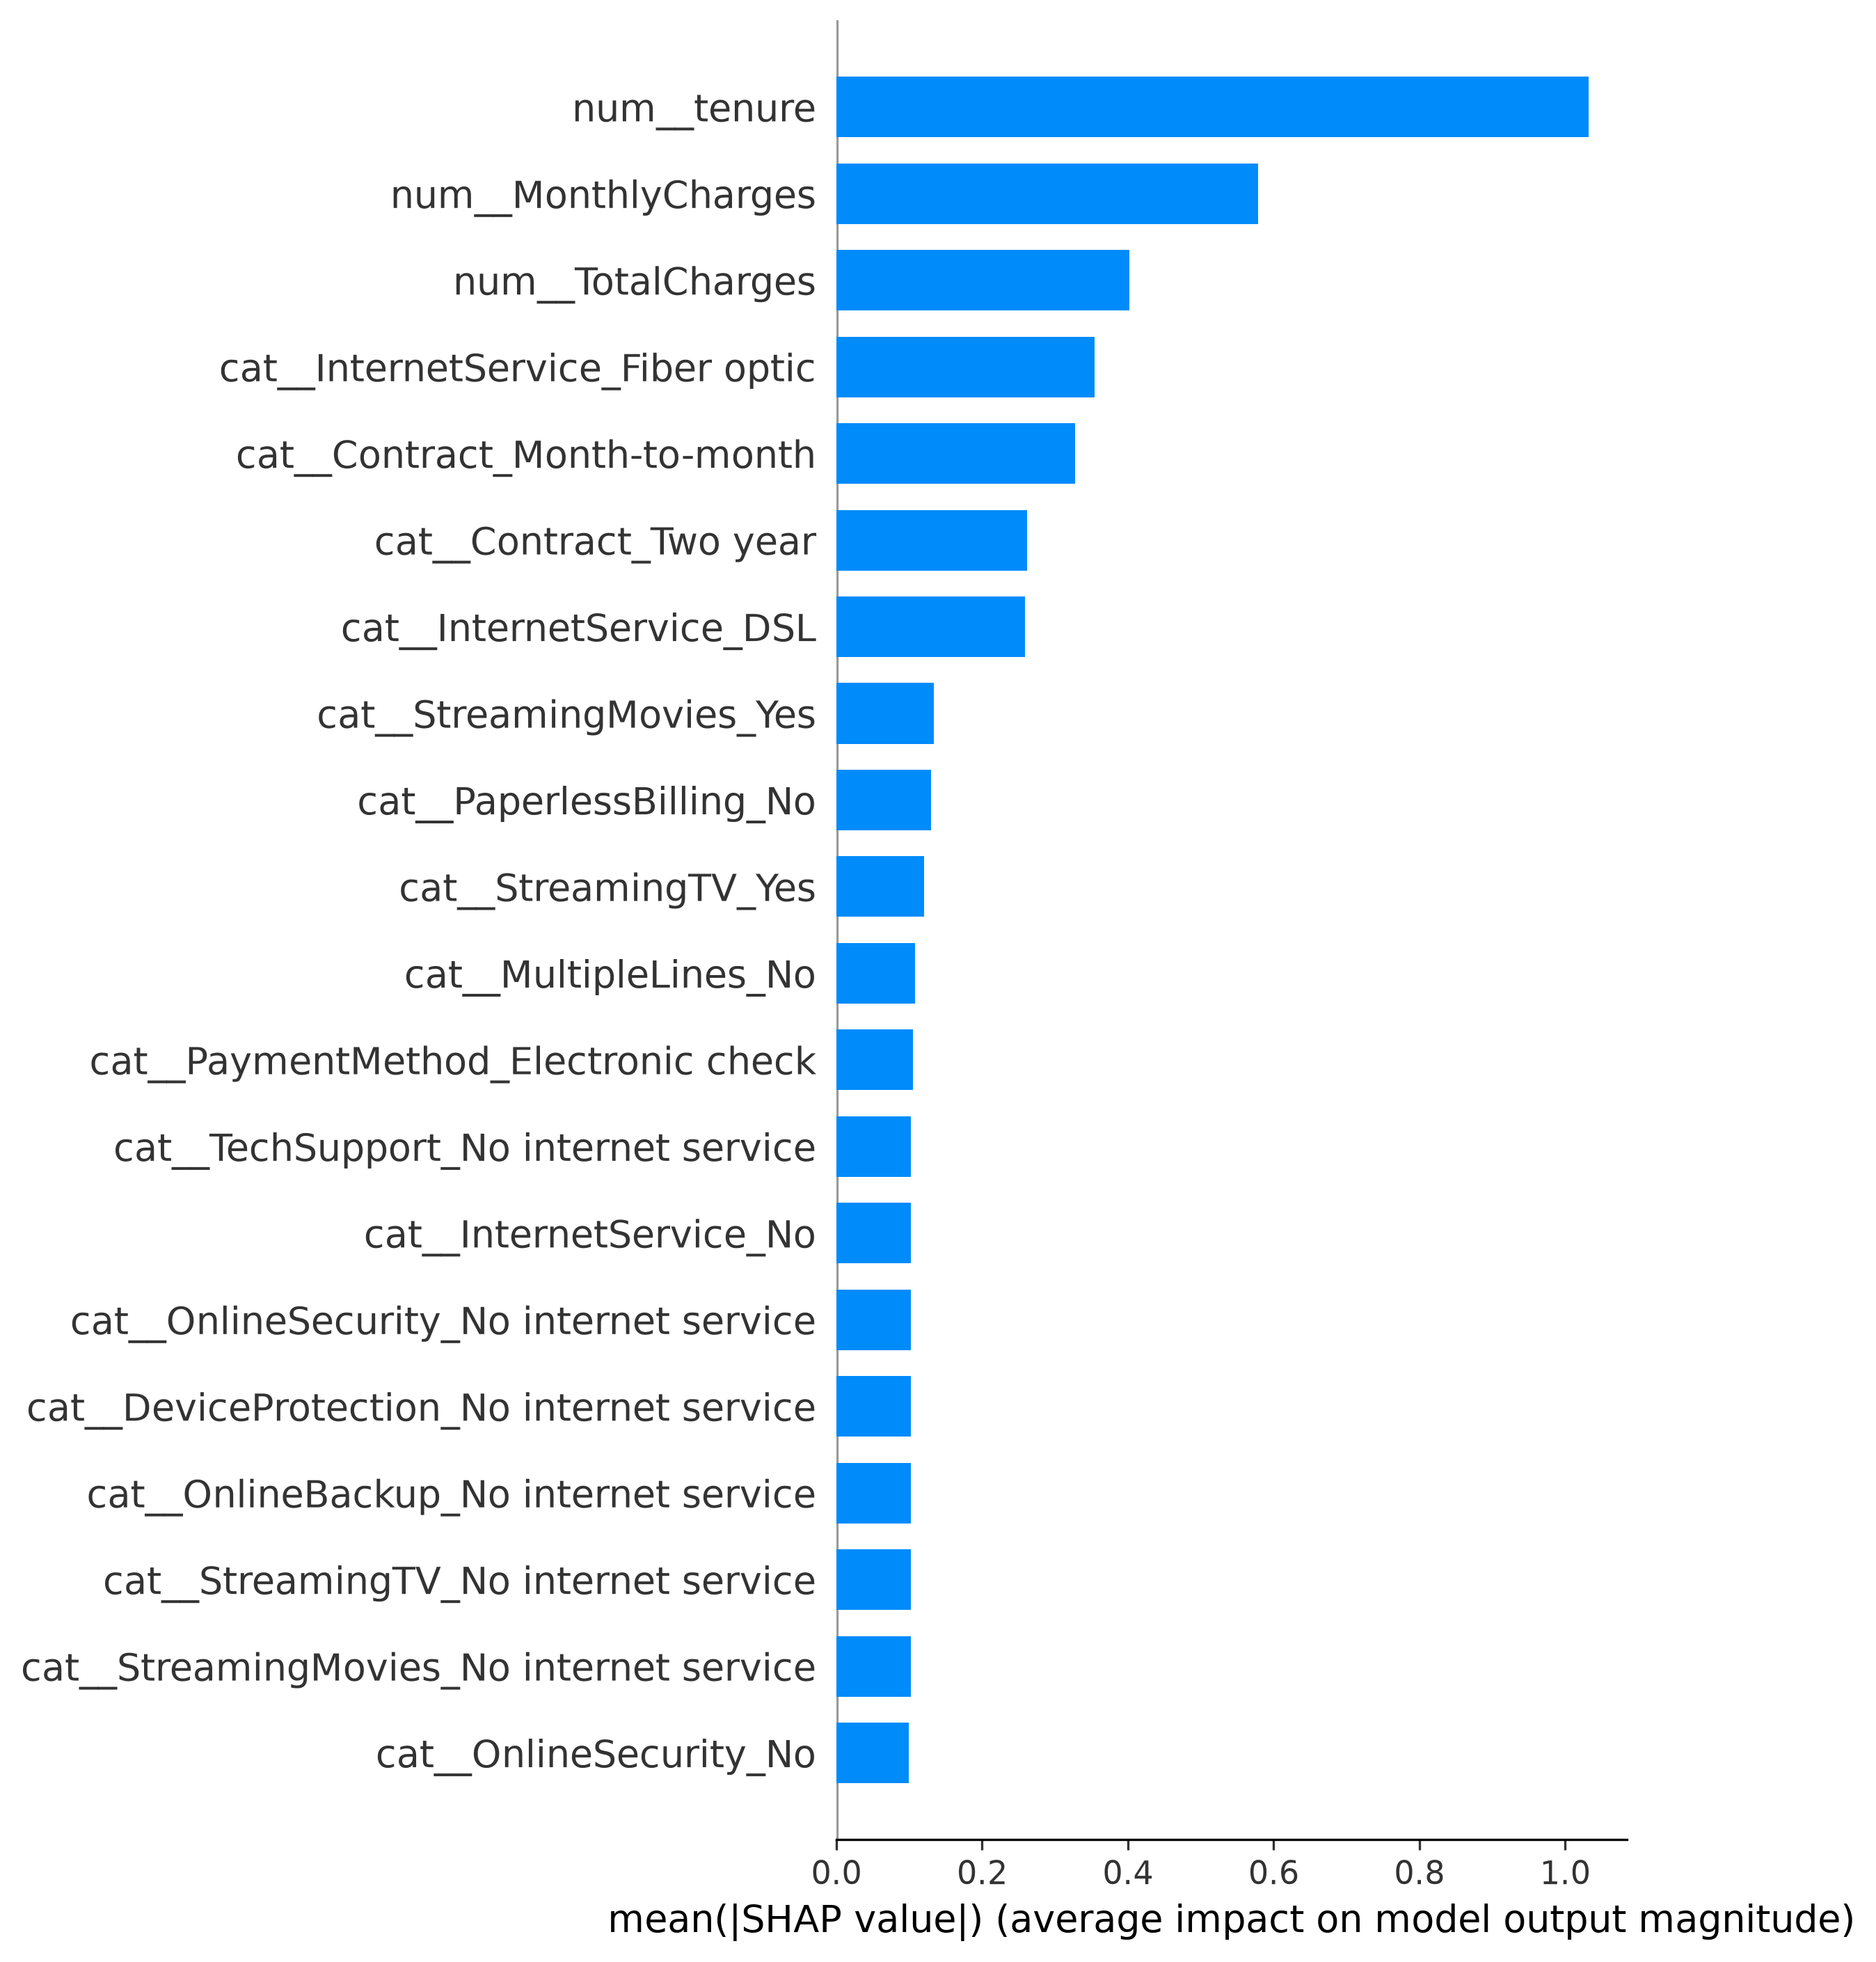 num__tenure
num__MonthlyCharges
num__TotalCharges
cat__InternetService_Fiber optic
cat__Contract_Month-to-month
cat__Contract_Two year
cat__InternetService_DSL
cat__StreamingMovies_Yes
cat__PaperlessBilling_No
cat__StreamingTV_Yes
cat__MultipleLines_No
cat__PaymentMethod_Electronic check
cat__TechSupport_No internet service
cat__InternetService_No
cat__OnlineSecurity_No internet service
cat__DeviceProtection_No internet service
cat__OnlineBackup_No internet service
cat__StreamingTV_No internet service
cat__StreamingMovies_No internet service
cat__OnlineSecurity_No
0.0 0.2 0.4 0.6 0.8 1.0
mean(|SHAP value|) (average impact on model output magnitude)